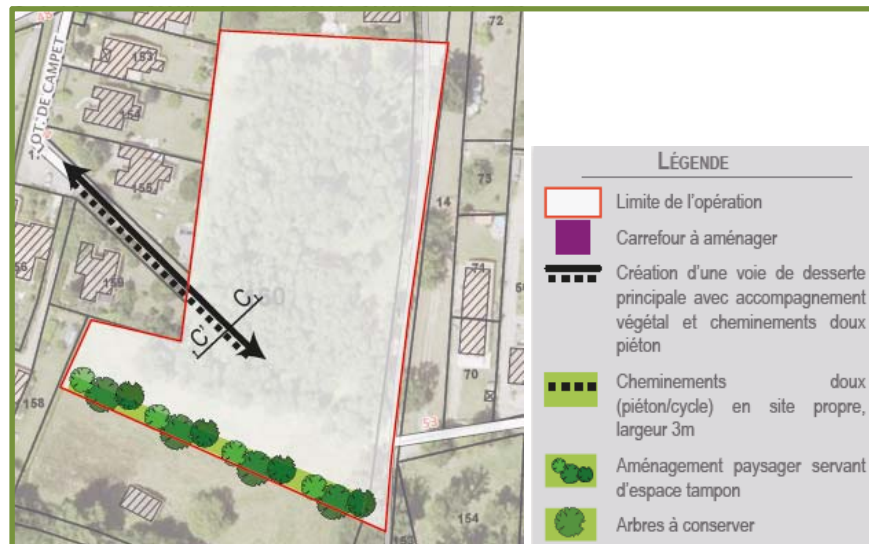 LOT. DE CAMPET
72
153
154
155
73
14
74
159
C
C'
70
158
53
154
153
LÉGENDE
Limite de l'opération
Carrefour à aménager
Création d'une voie de desserte
principale avec accompagnement
végétal et cheminements doux
piéton
Cheminements doux
(piéton/cycle) en site propre,
largeur 3m
Aménagement paysager servant
d'espace tampon
Arbres à conserver